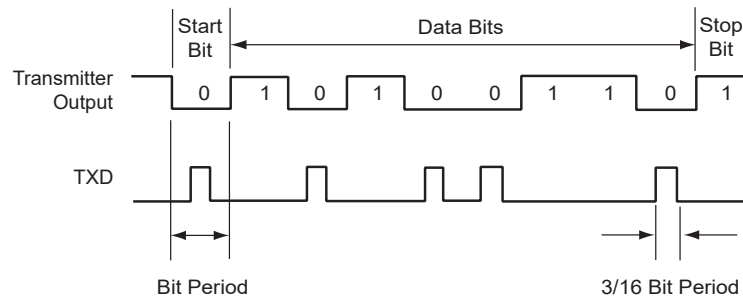 Start
Bit
Data Bits
Stop
Bit
Transmitter
Output
0 1 0 1 0 0 1 1 0 1
TXD
Bit Period
3/16 Bit Period